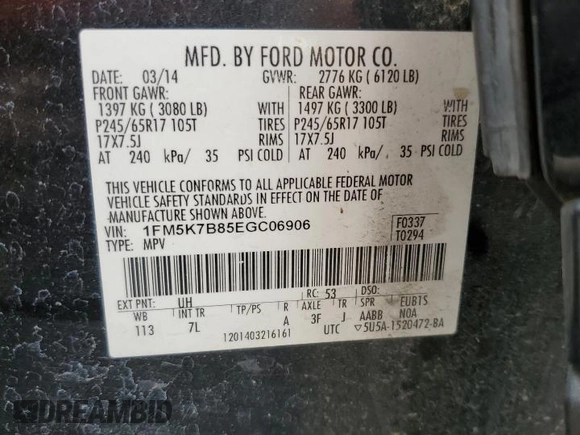 MFD. BY FORD MOTOR CO.
DATE: 03/14 GVWR: 2776 KG ( 6120 LB)
FRONT GAWR: REAR GAWR:
1397 KG ( 3080 LB) WITH 1497 KG ( 3300 LB) WITH
P245/65R17 105T TIRES P245/65R17 105T TIRES
17X7.5J RIMS 17X7.5J RIMS
AT 240 kPa/ 35 PSI COLD AT 240 kPa/ 35 PSI COLD
THIS VEHICLE CONFORMS TO ALL APPLICABLE FEDERAL MOTOR
VEHICLE SAFETY STANDARDS IN EFFECT ON THE DATE OF
MANUFACTURE SHOWN ABOVE.
VIN: 1FM5K7B85EGC06906 F0337
TYPE: MPV T0294
EXT PNT: UH RC: 53 DSO:
WB INT TR TP/PS R AXLE TR SPR EUBTS
113 7L A 3F J AABB N0A
1201403216161 UTC ▽5U5A-1520472-BA
DREAMBID